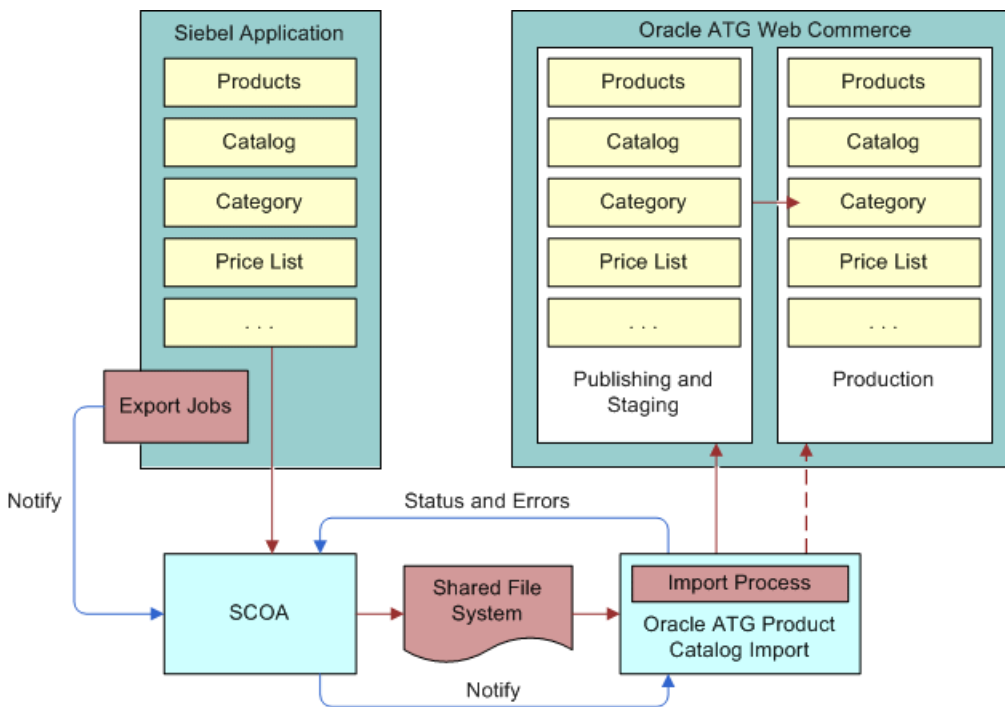 Siebel Application
Products
Catalog
Category
Price List
. . .
Export Jobs
Notify
Oracle ATG Web Commerce
Products
Catalog
Category
Price List
. . .
Publishing and
Staging
Products
Catalog
Category
Price List
. . .
Production
Status and Errors
SCOA
Shared File
System
Import Process
Oracle ATG Product
Catalog Import
Notify